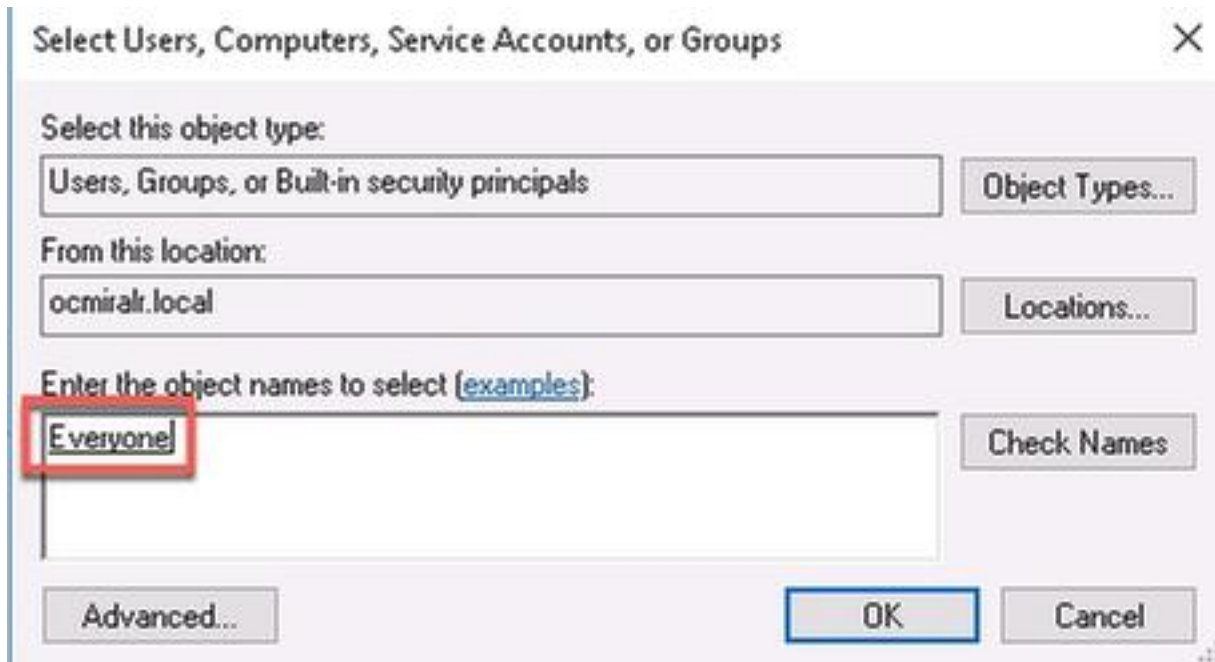 Select Users, Computers, Service Accounts, or Groups
Select this object type:
Users, Groups, or Built-in security principals
Object Types...
From this location:
ocmiralr.local
Locations...
Enter the object names to select (examples):
Everyone
Check Names
Advanced...
OK
Cancel